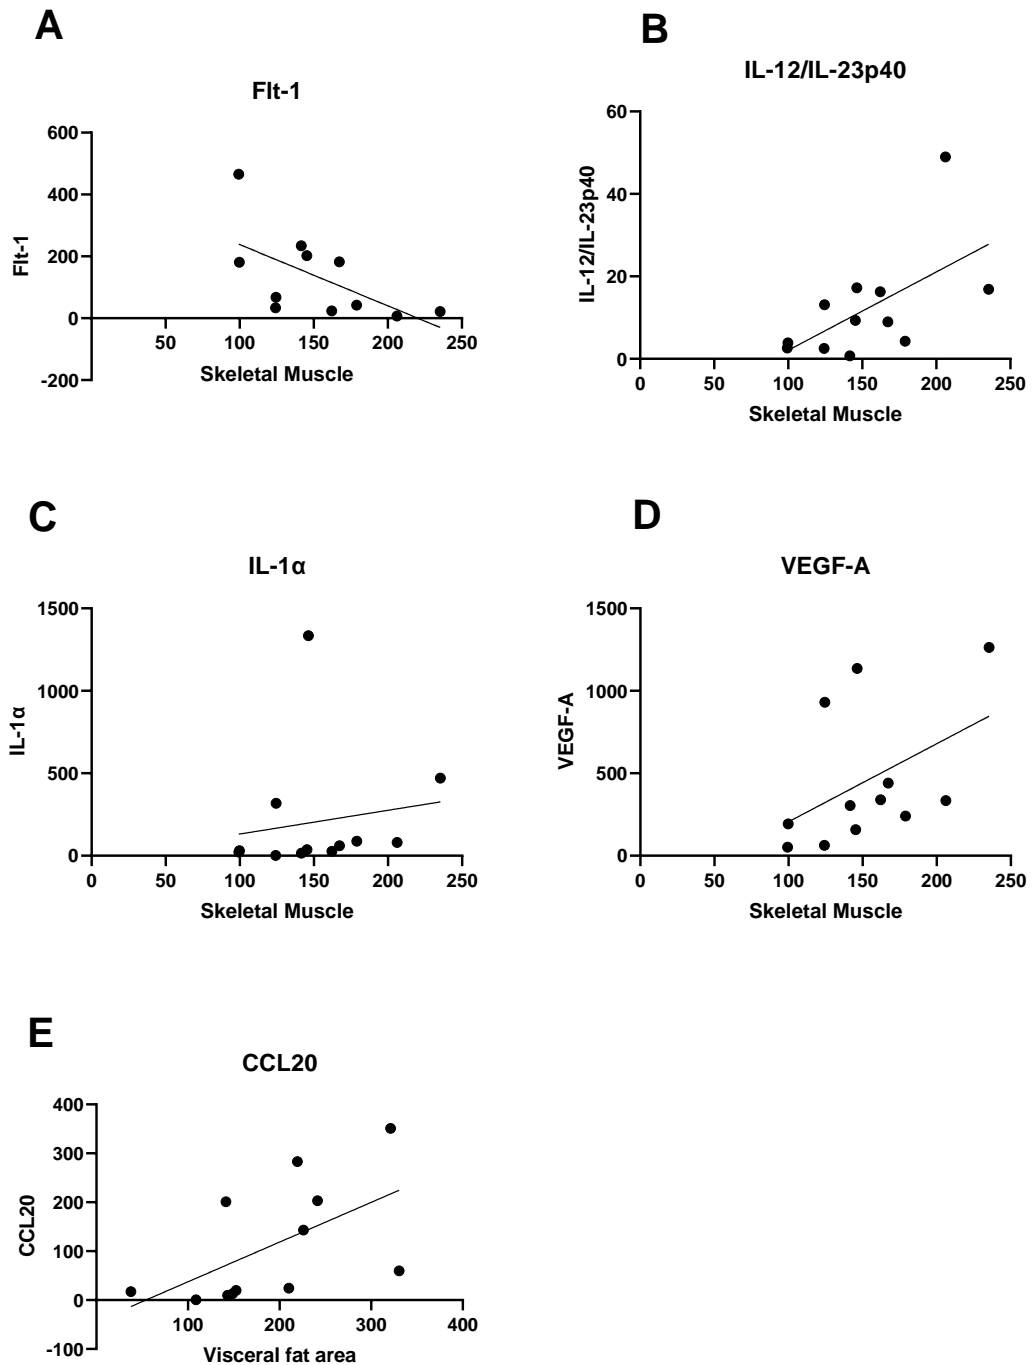 A
Flt-1
600
400
200
0
-200
50 100 150 200 250
Skeletal Muscle
Flt-1
B
IL-12/IL-23p40
60
40
20
0
0 50 100 150 200 250
Skeletal Muscle
IL-12/IL-23p40
C
IL-1α
1500
1000
500
0
0 50 100 150 200 250
Skeletal Muscle
IL-1α
D
VEGF-A
1500
1000
500
0
0 50 100 150 200 250
Skeletal Muscle
VEGF-A
E
CCL20
400
300
200
100
0
-100
100 200 300 400
Visceral fat area
CCL20